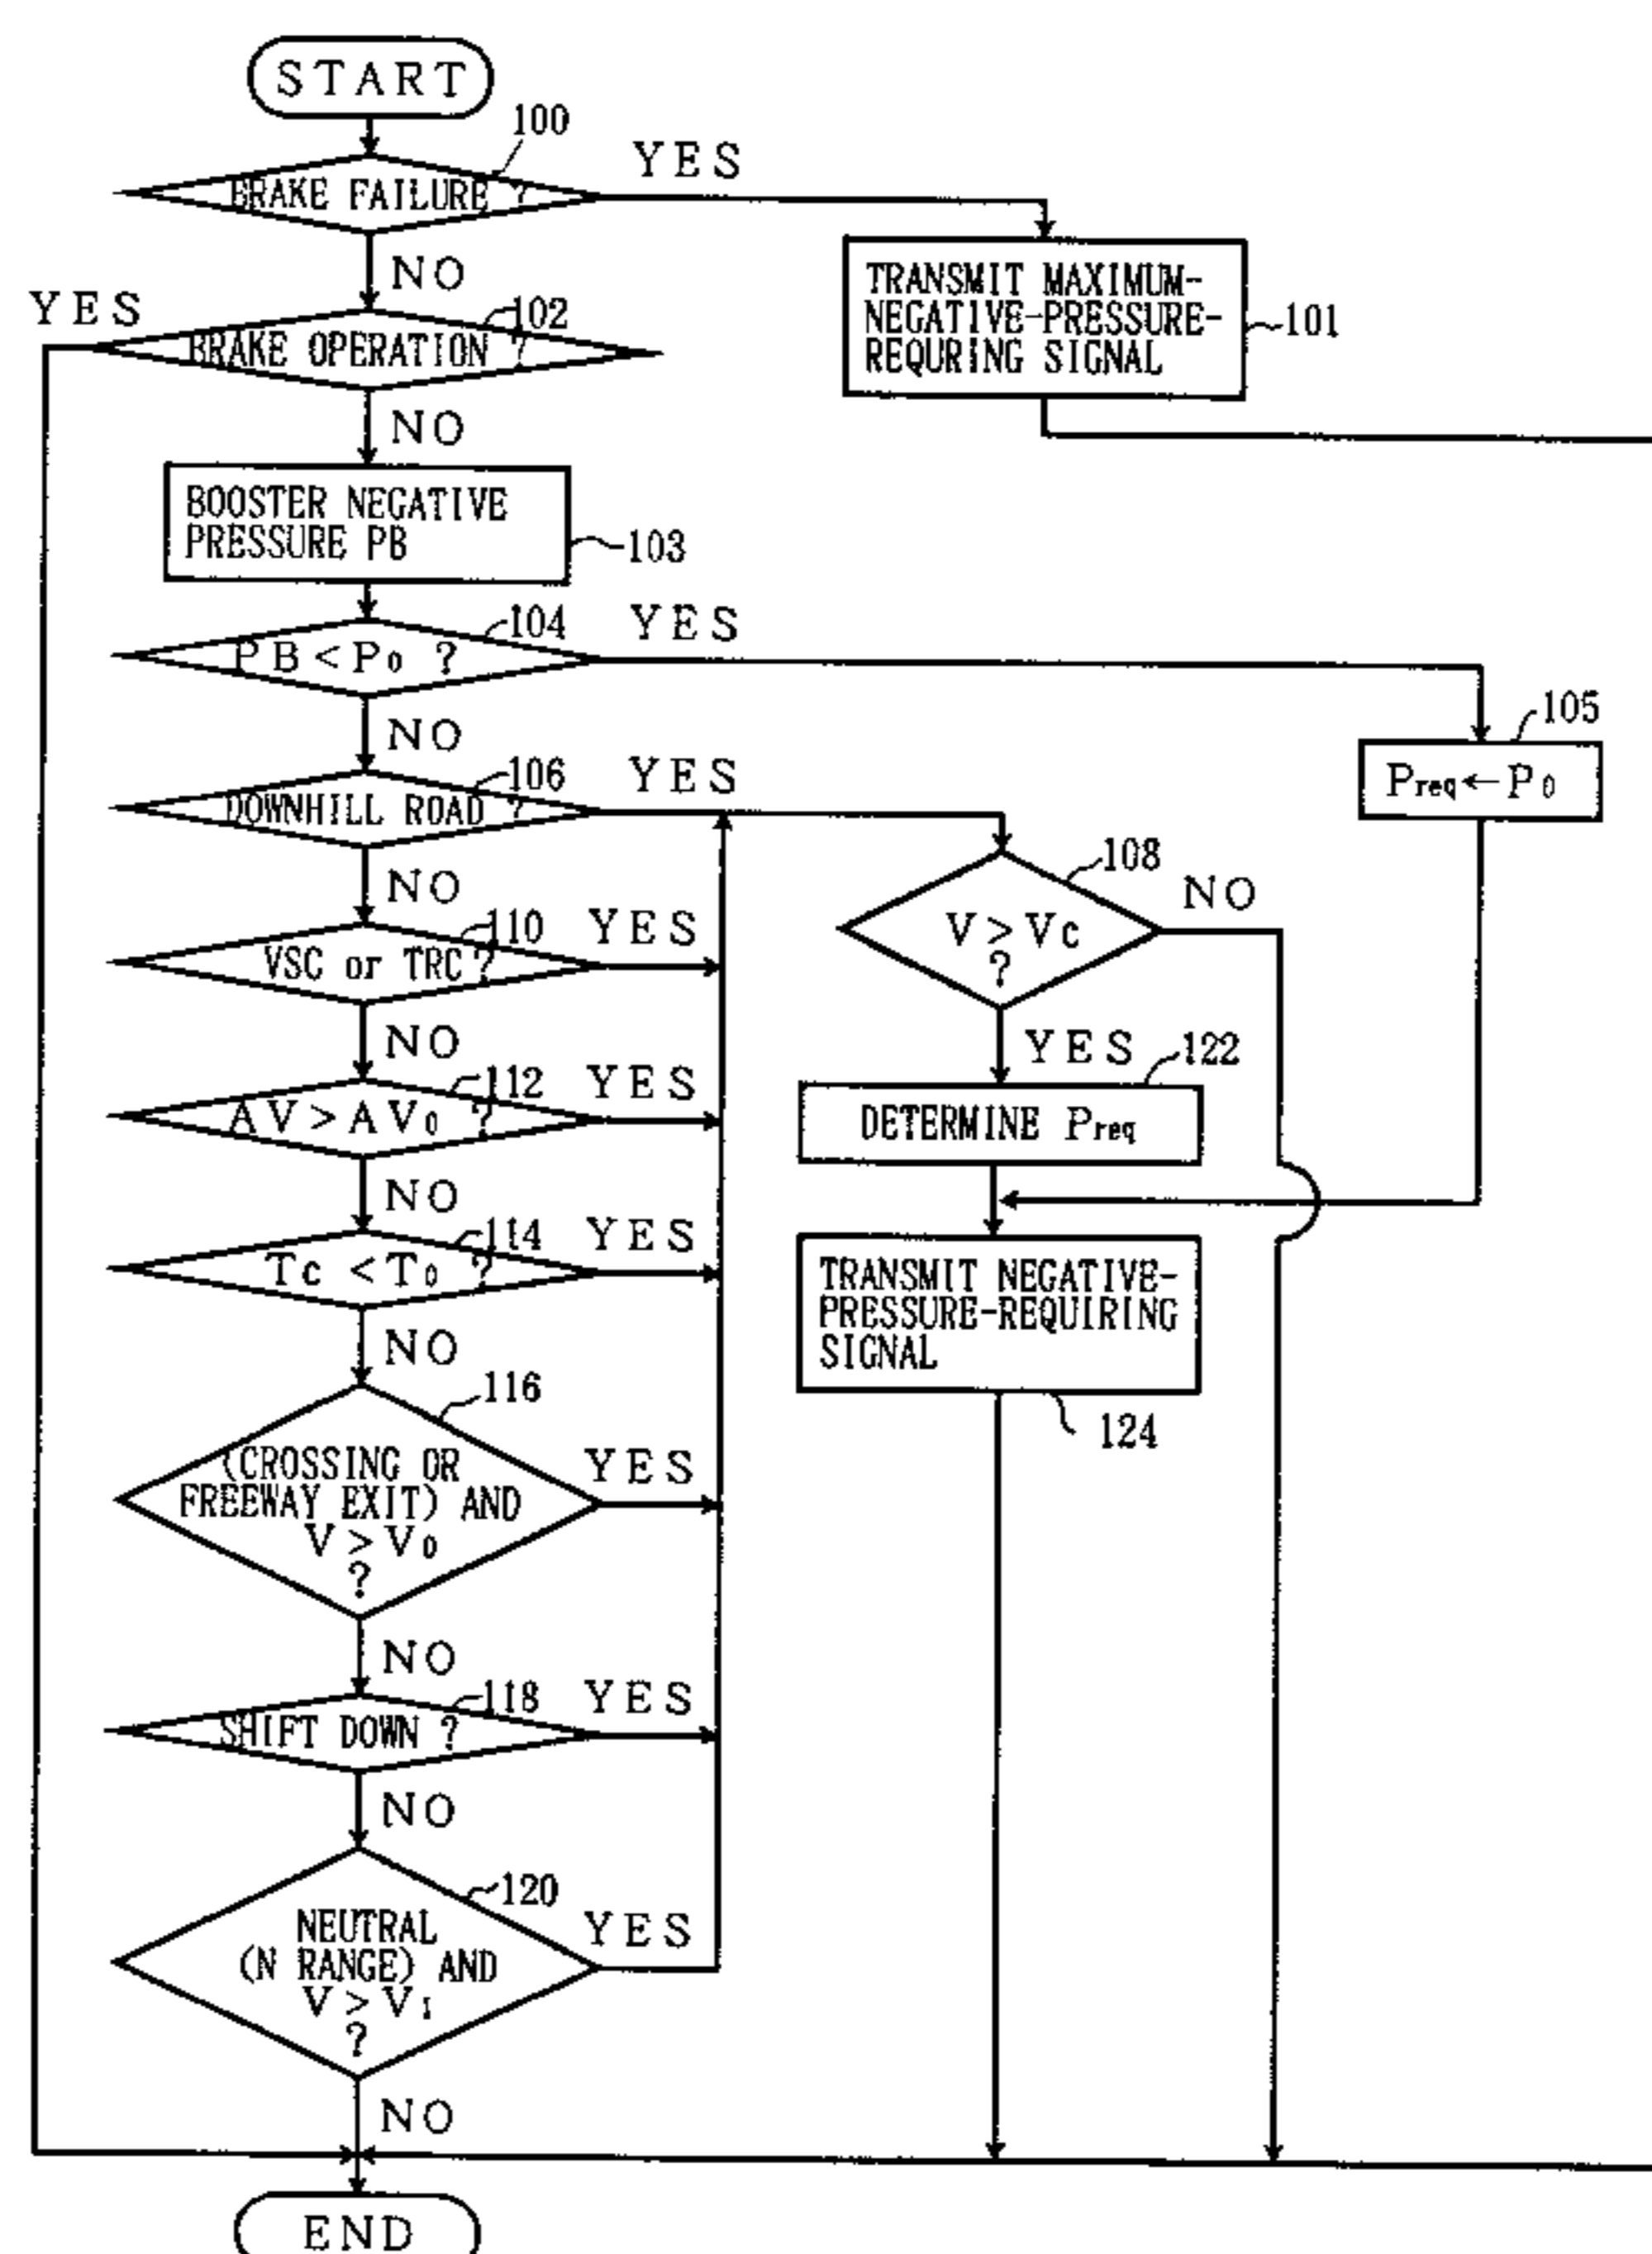 START
100
BRAKE FAILURE ?
YES
NO
TRANSMIT MAXIMUM-
NEGATIVE-PRESSURE-
REQURING SIGNAL
101
YES
102
BRAKE OPERATION ?
NO
BOOSTER NEGATIVE
PRESSURE PB
103
104
PB < P0 ?
YES
NO
105
Preq ← P0
106
DOWNHILL ROAD ?
YES
NO
108
V > Vc
?
NO
YES
110
VSC or TRC ?
YES
NO
122
DETERMINE Preq
112
AV > AV0 ?
YES
NO
114
Tc < T0 ?
YES
NO
TRANSMIT NEGATIVE-
PRESSURE-REQUIRING
SIGNAL
124
116
(CROSSING OR
FREEWAY EXIT) AND
V > V0
?
YES
NO
118
SHIFT DOWN ?
YES
NO
120
NEUTRAL
(N RANGE) AND
V > V1
?
YES
NO
END